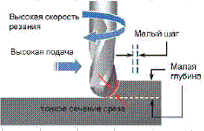 Высокая скорость
резания
Малый шаг
Высокая подача
Малая
глубина
тонкое сечение среза